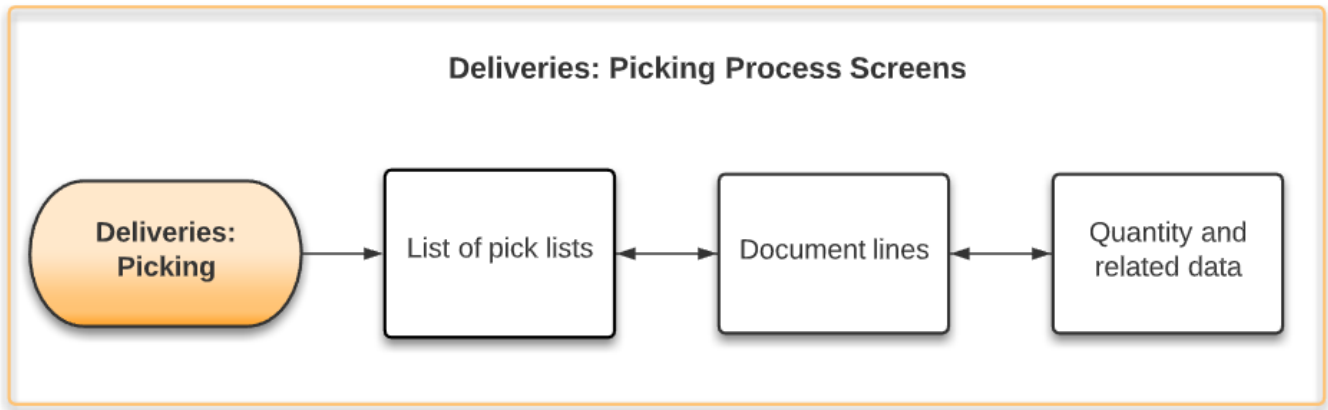 Deliveries: Picking Process Screens
Deliveries:
Picking
List of pick lists
Document lines
Quantity and
related data